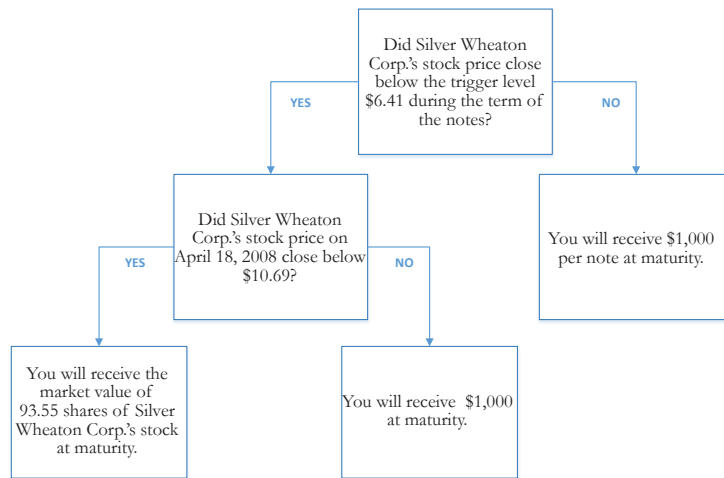 Did Silver Wheaton
Corp.'s stock price close
below the trigger level
$6.41 during the term of
the notes?
YES
NO
Did Silver Wheaton
Corp.'s stock price on
April 18, 2008 close below
$10.69?
You will receive $1,000
per note at maturity.
YES
NO
You will receive the
market value of
93.55 shares of Silver
Wheaton Corp.'s stock
at maturity.
You will receive $1,000
at maturity.